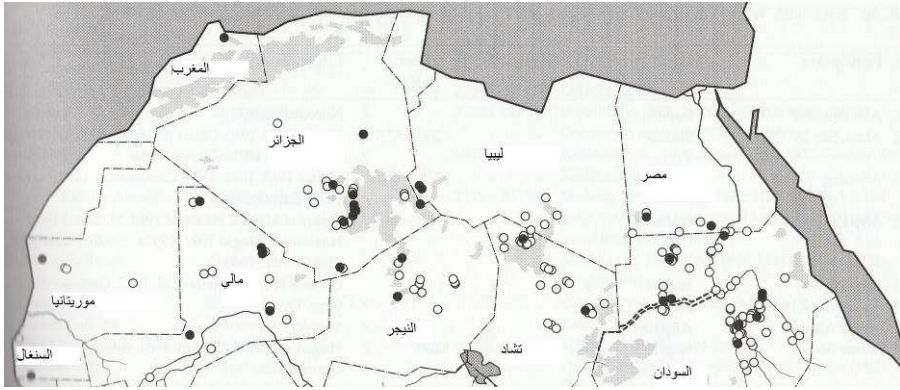 المغرب
الجزائر
ليبيا
مصر
موريتانيا
مالي
النيجر
تشاد
السودان
السنغال